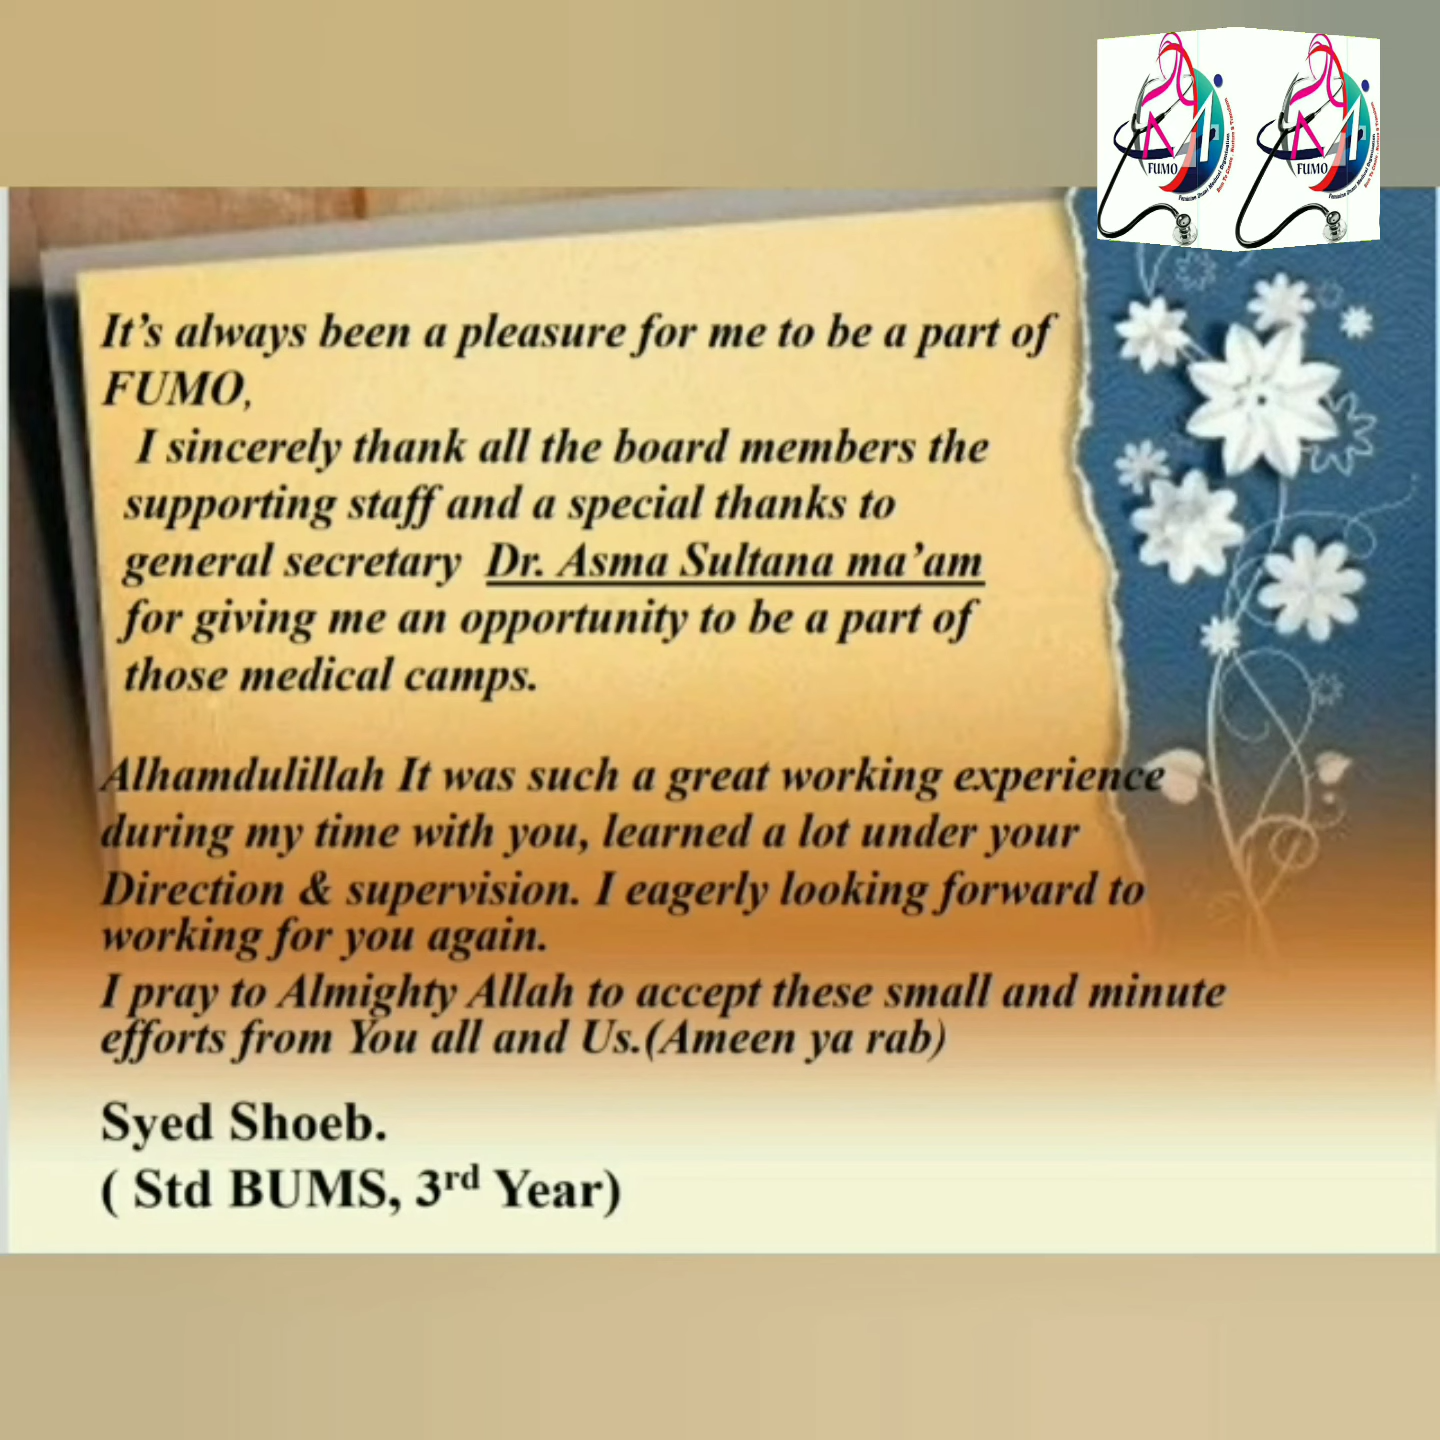 FUMO
FUMO
It's always been a pleasure for me to be a part of
FUMO,
I sincerely thank all the board members the
supporting staff and a special thanks to
general secretary Dr. Asma Sultana ma'am
for giving me an opportunity to be a part of
those medical camps.
Alhamdulillah It was such a great working experience
during my time with you, learned a lot under your
Direction & supervision. I eagerly looking forward to
working for you again.
I pray to Almighty Allah to accept these small and minute
efforts from You all and Us.(Ameen ya rab)
Syed Shoeb.
( Std BUMS, 3rd Year)